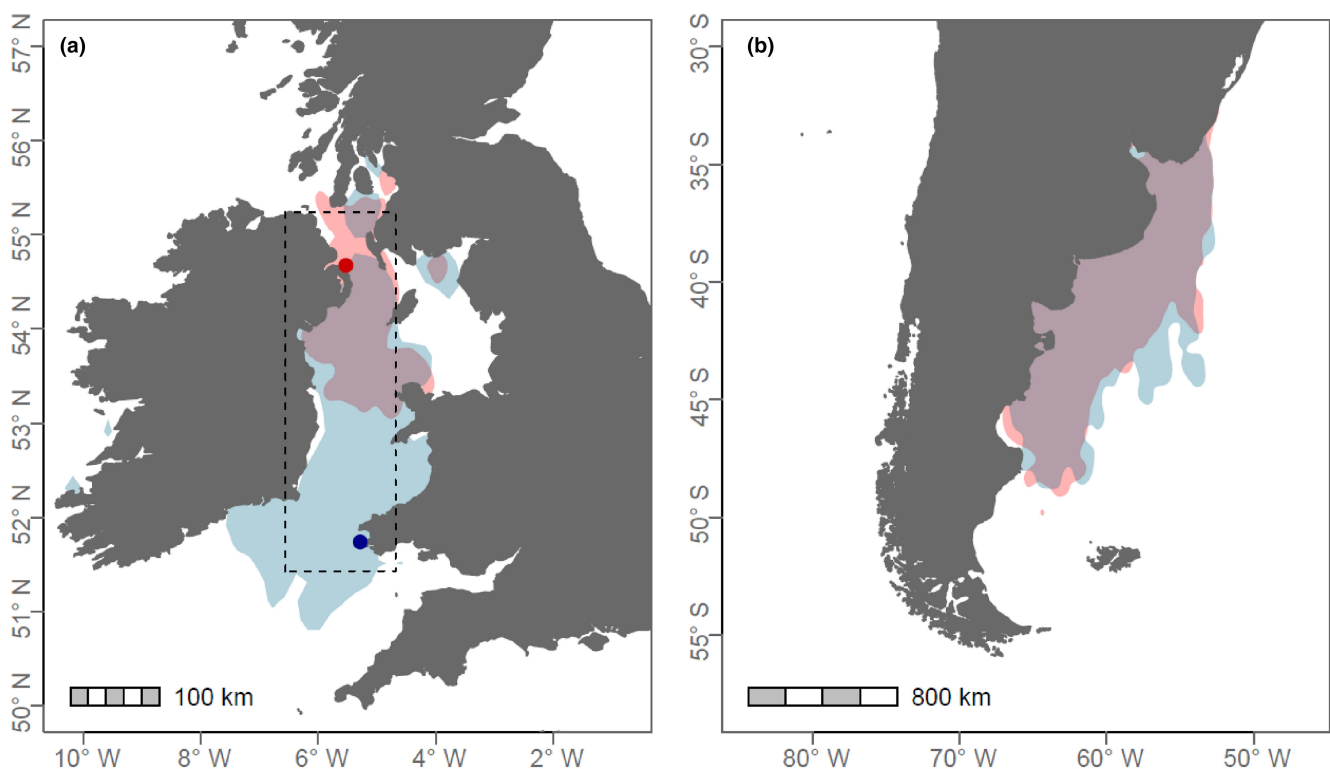 (a)
57° N
56° N
55° N
54° N
53° N
52° N
51° N
50° N
100 km
10° W 8° W 6° W 4° W 2° W
(b)
30° S
35° S
40° S
45° S
50° S
55° S
800 km
80° W 70° W 60° W 50° W